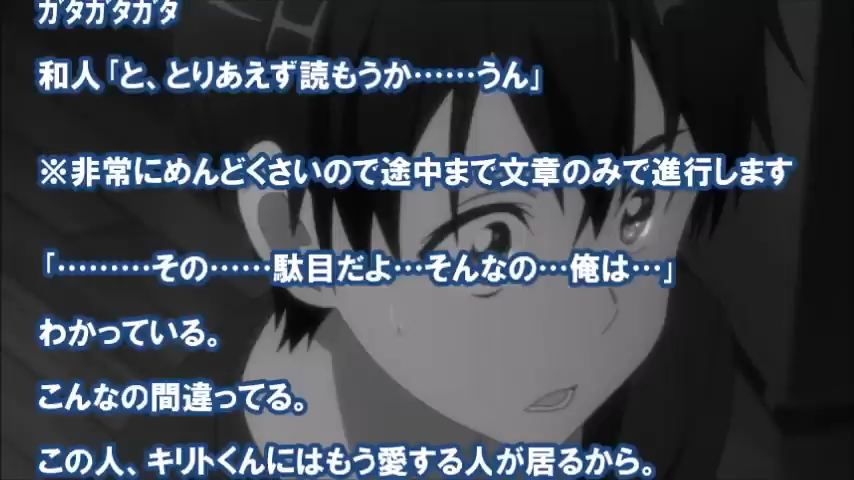 ガタガタガタ
和人「と、とりあえず読もうか……うん」
※非常にめんどくさいので途中まで文章のみで進行します
「………その……駄目だよ…そんなの…俺は…」
わかっている。
こんなの間違ってる。
この人、キリトくんにはもう愛する人が居るから。